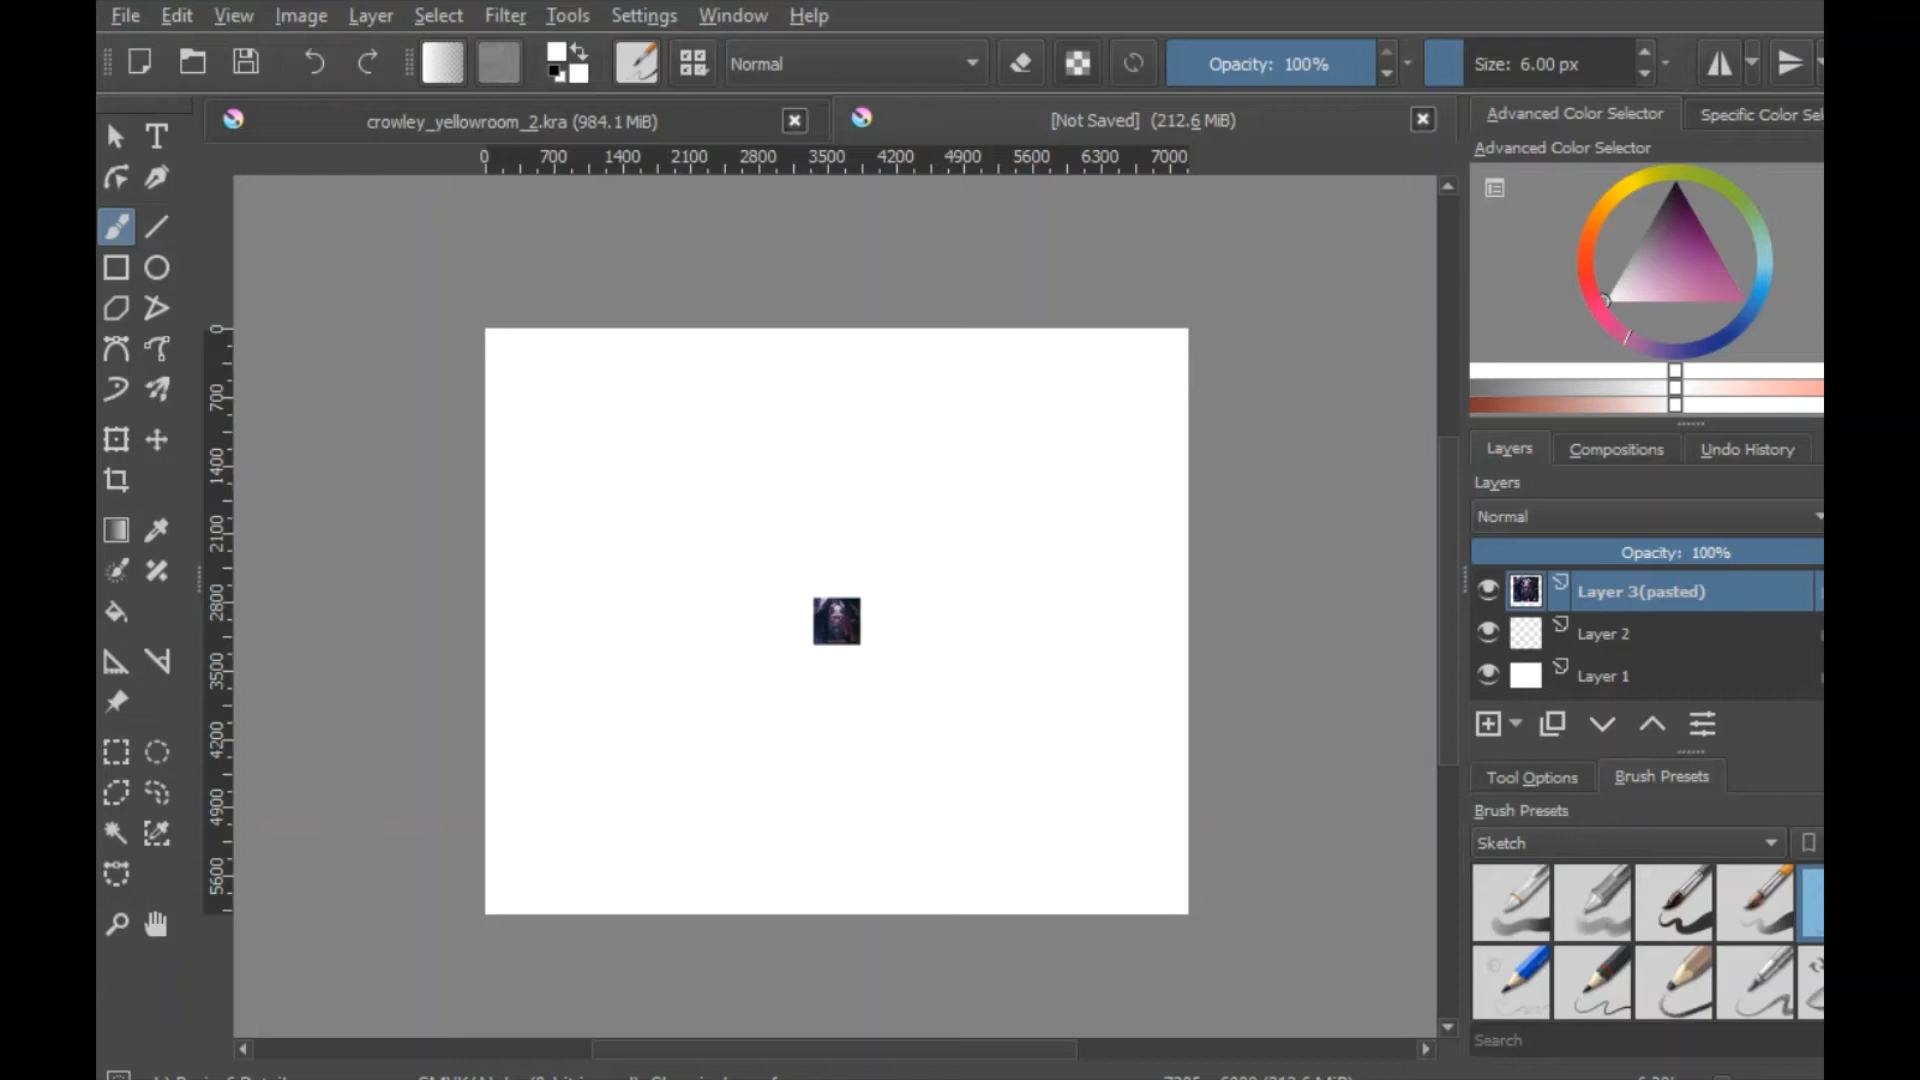 File Edit View Image Layer Select Filter Tools Settings Window Help
Normal Opacity: 100% Size: 6.00 px
crowley_yellowroom_2.kra (984.1 MiB) [Not Saved] (212.6 MiB)
Advanced Color Selector
0 700 1400 2100 2800 3500 4200 4900 5600 6300 7000
Advanced Color Selector
0
700
1400
2100
2800
3500
4200
4900
5600
Layers Compositions Undo History
Layers
Normal
Opacity: 100%
Layer 3(pasted)
Layer 2
Layer 1
Tool Options Brush Presets
Brush Presets
Sketch
Search